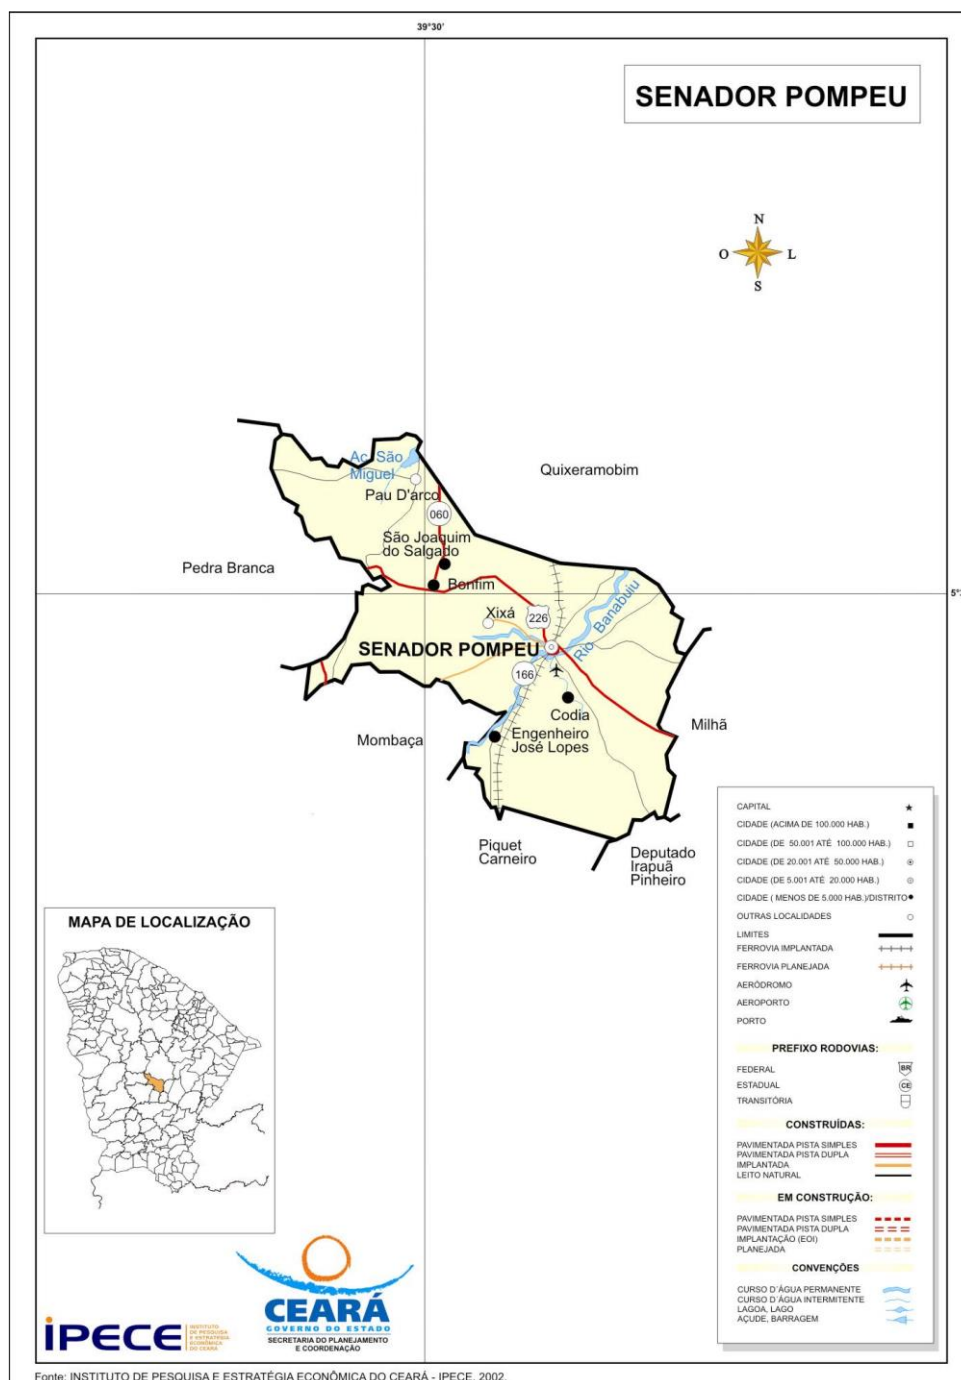 39°30'
SENADOR POMPEU
N
O
L
S
Aç. São
Miguel
Quixeramobim
Pau D'arco
060
São Joaquim
do Salgado
Pedra Branca
Bonfim
Xixá
226
Rio Banabuiu
SENADOR POMPEU
166
Codia
Milhã
Engenheiro
José Lopes
Mombaça
Piquet
Carneiro
Deputado
Irapuã
Pinheiro
CAPITAL
CIDADE (ACIMA DE 100.000 HAB.)
CIDADE (DE 50.001 ATÉ 100.000 HAB.)
CIDADE (DE 20.001 ATÉ 50.000 HAB.)
CIDADE (DE 5.001 ATÉ 20.000 HAB.)
CIDADE ( MENOS DE 5.000 HAB.)/DISTRITO
OUTRAS LOCALIDADES
LIMITES
FERROVIA IMPLANTADA
FERROVIA PLANEJADA
AERÓDROMO
AEROPORTO
PORTO
PREFIXO RODOVIAS:
FEDERAL BR
ESTADUAL CE
TRANSITÓRIA
CONSTRUÍDAS:
PAVIMENTADA PISTA SIMPLES
PAVIMENTADA PISTA DUPLA
IMPLANTADA
LEITO NATURAL
EM CONSTRUÇÃO:
PAVIMENTADA PISTA SIMPLES
PAVIMENTADA PISTA DUPLA
IMPLANTAÇÃO (EOI)
PLANEJADA
CONVENÇÕES
CURSO D´ÁGUA PERMANENTE
CURSO D´ÁGUA INTERMITENTE
LAGOA, LAGO
AÇUDE, BARRAGEM
MAPA DE LOCALIZAÇÃO
IPECE
INSTITUTO
DE PESQUISA
E ESTRATÉGIA
ECONÔMICA
DO CEARÁ
CEARÁ
GOVERNO DO ESTADO
SECRETARIA DO PLANEJAMENTO
E COORDENAÇÃO
Fonte: INSTITUTO DE PESQUISA E ESTRATÉGIA ECONÔMICA DO CEARÁ - IPECE, 2002.